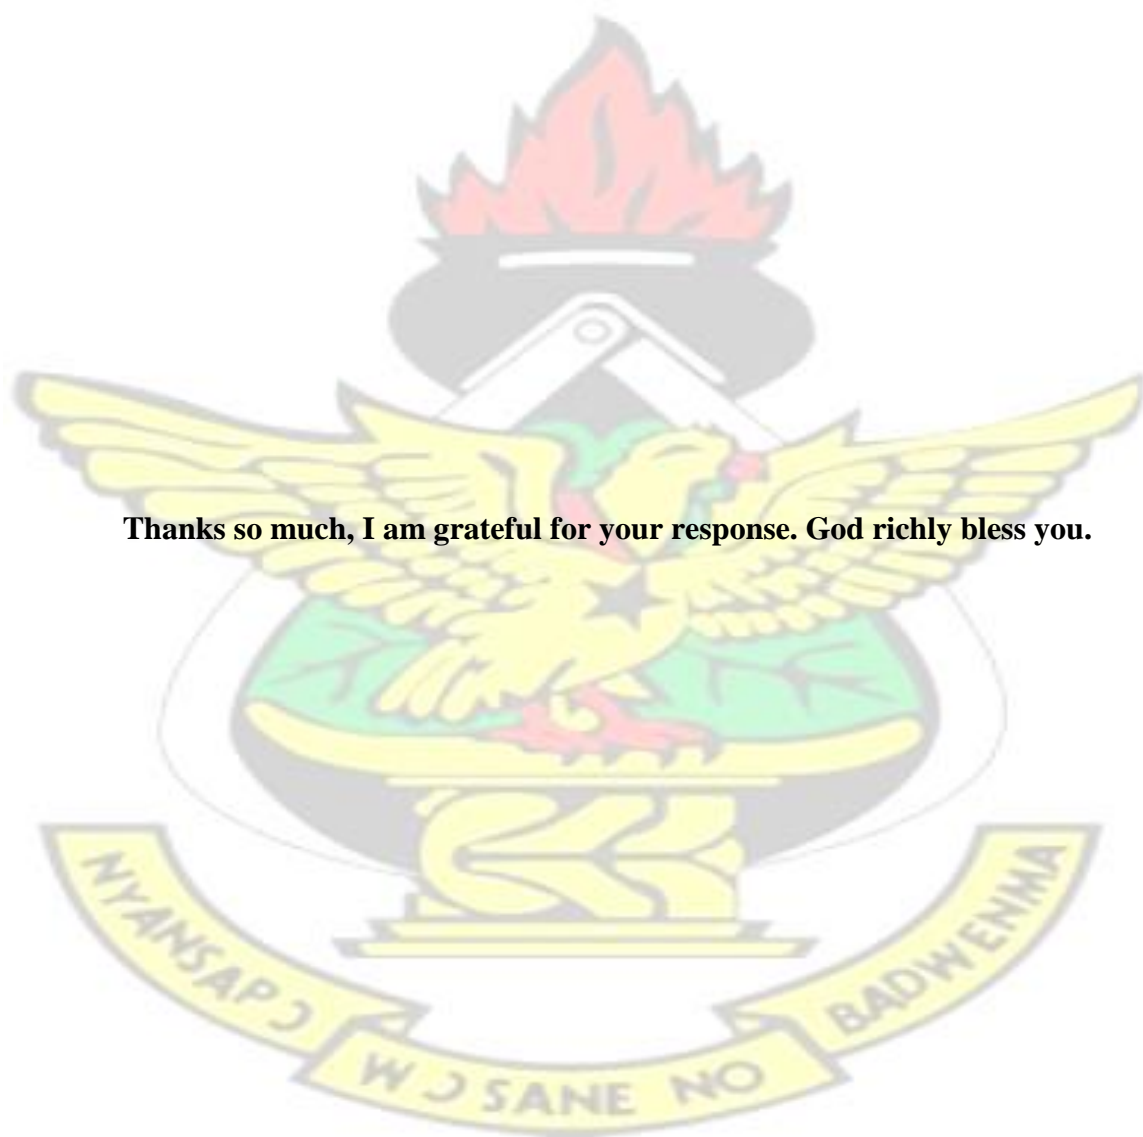 Thanks so much, I am grateful for your response. God richly bless you.
NYANSAPƆ
WƆSANE NO
BADWENMA